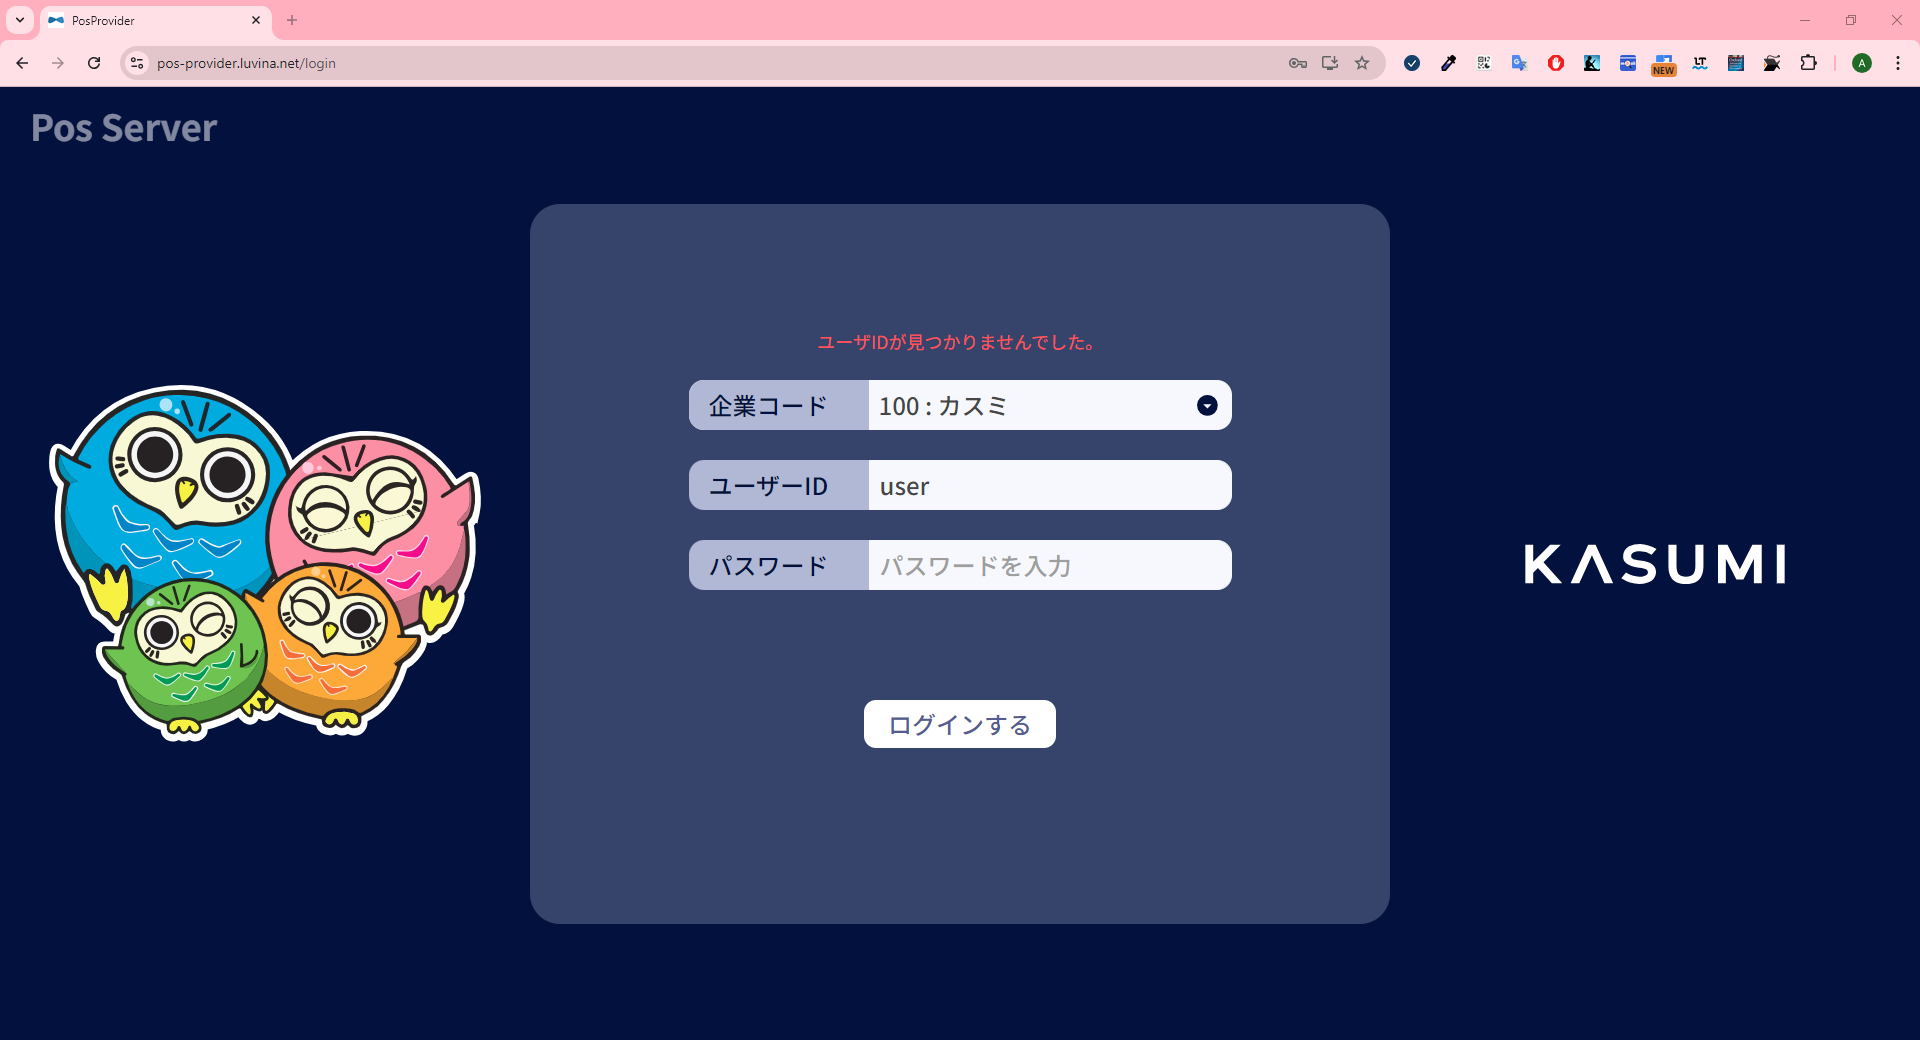 PosProvider
pos-provider.luvina.net/login
NEW
LT
A
Pos Server
ユーザIDが見つかりませんでした。
企業コード
100 : カスミ
ユーザーID
user
パスワード
パスワードを入力
ログインする
KASUMI